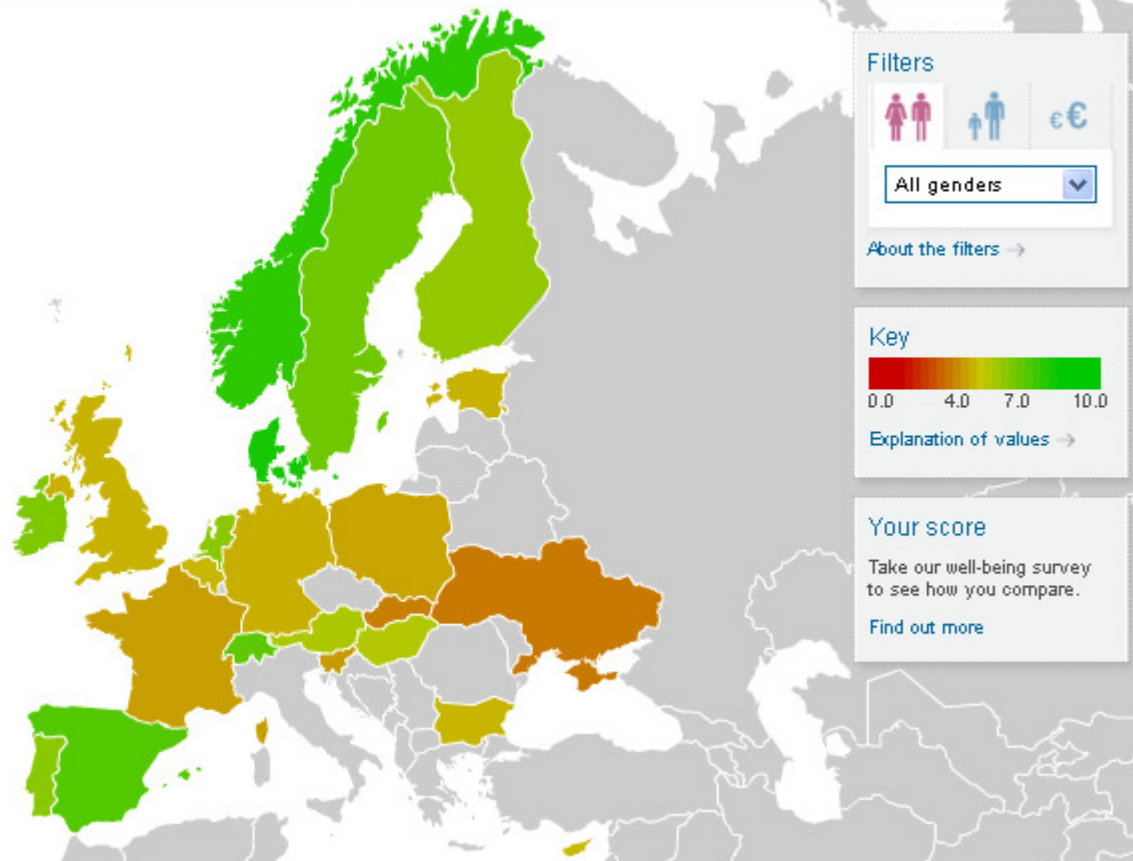 Filters
€€
All genders
About the filters →
Key
0.0 4.0 7.0 10.0
Explanation of values →
Your score
Take our well-being survey
to see how you compare.
Find out more